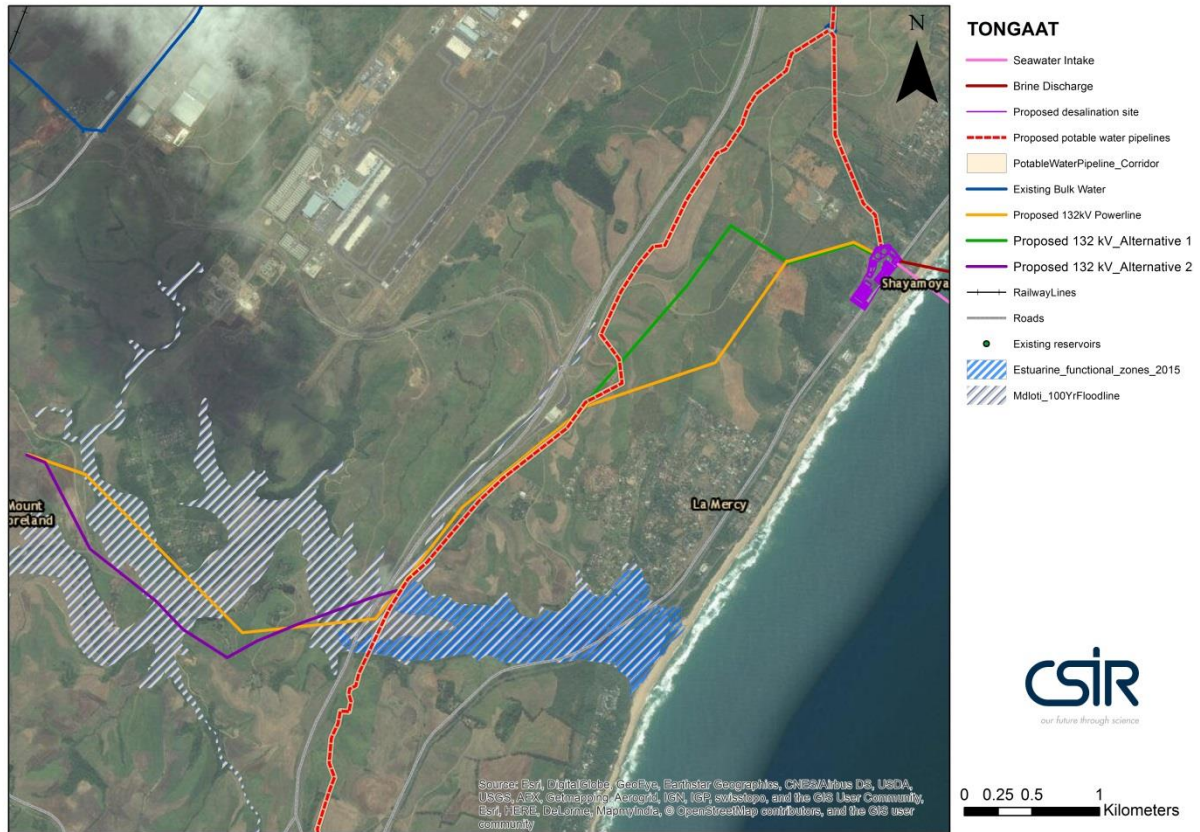 N
TONGAAT
Seawater Intake
Brine Discharge
Proposed desalination site
Proposed potable water pipelines
PotableWaterPipeline_Corridor
Existing Bulk Water
Proposed 132kV Powerline
Proposed 132 kV_Alternative 1
Proposed 132 kV_Alternative 2
RailwayLines
Roads
Existing reservoirs
Estuarine_functional_zones_2015
Mdloti_100YrFloodline
Shayamoya
La Mercy
Mount
oreland
CSIR
our future through science
Source: Esri, DigitalGlobe, GeoEye, Earthstar Geographics, CNES/Airbus DS, USDA,
USGS, AEX, Getmapping, Aerogrid, IGN, IGP, swisstopo, and the GIS User Community,
Esri, HERE, DeLorme, MapmyIndia, © OpenStreetMap contributors, and the GIS user
community
0 0.25 0.5 1
Kilometers